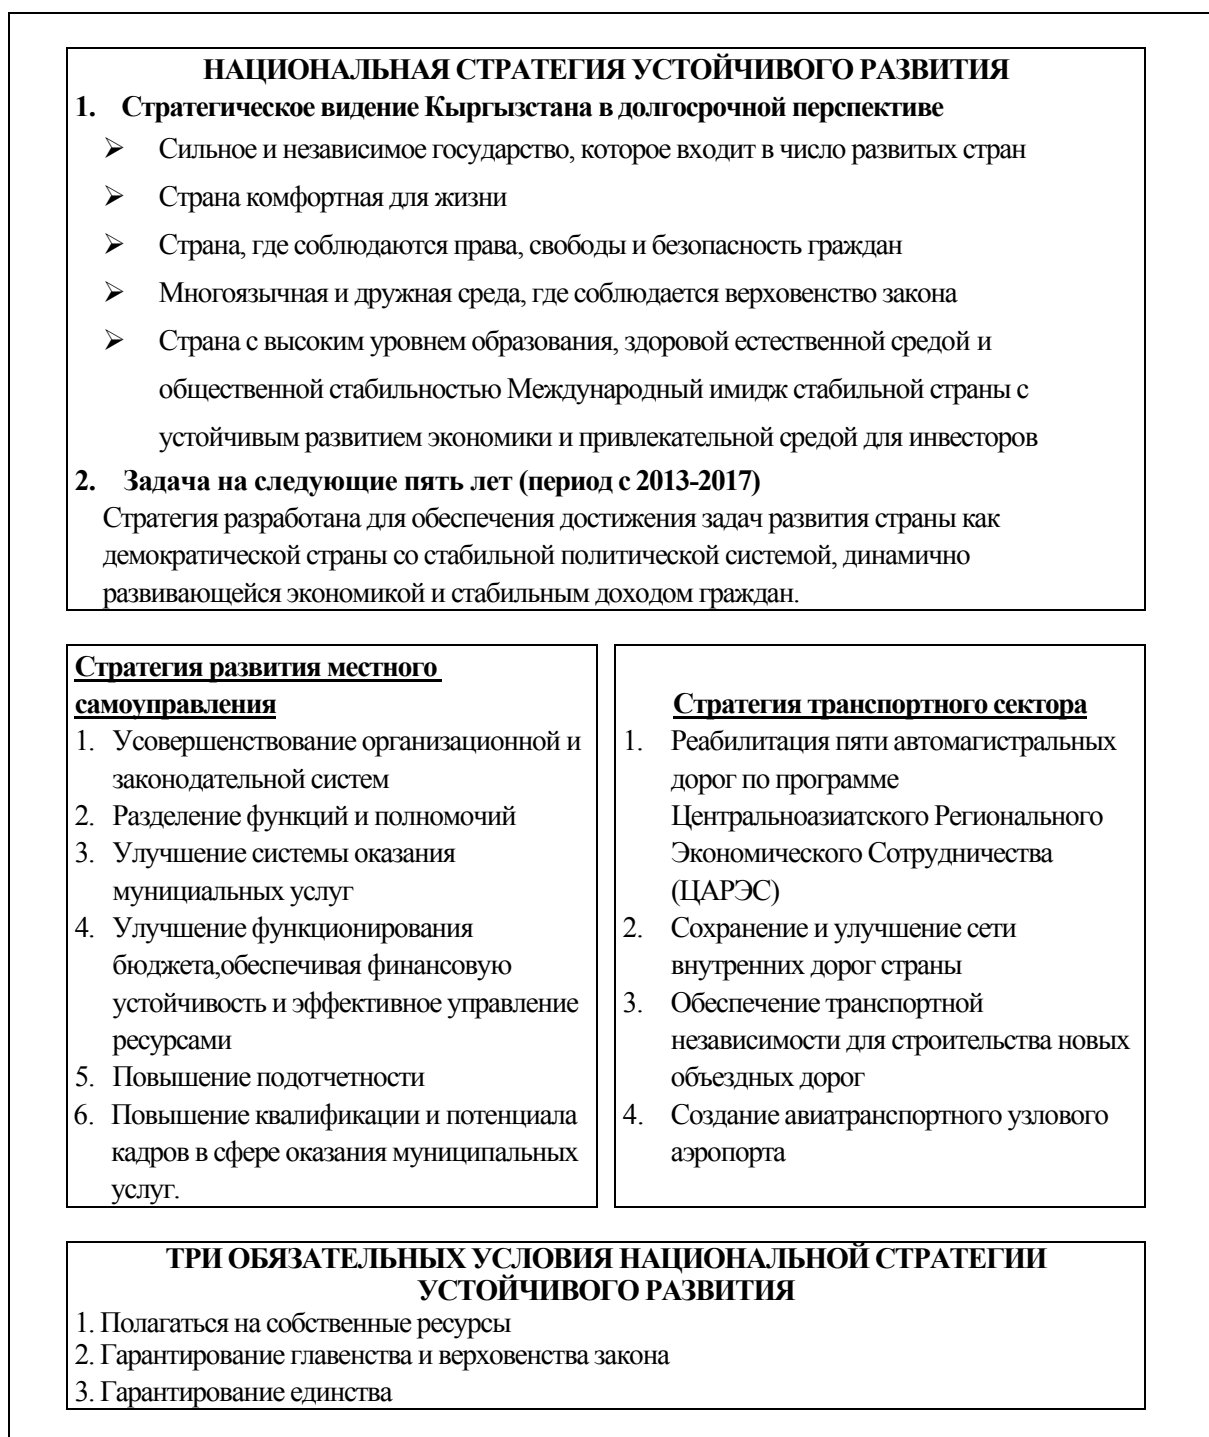 НАЦИОНАЛЬНАЯ СТРАТЕГИЯ УСТОЙЧИВОГО РАЗВИТИЯ
1. Стратегическое видение Кыргызстана в долгосрочной перспективе
➢ Сильное и независимое государство, которое входит в число развитых стран
➢ Страна комфортная для жизни
➢ Страна, где соблюдаются права, свободы и безопасность граждан
➢ Многоязычная и дружная среда, где соблюдается верховенство закона
➢ Страна с высоким уровнем образования, здоровой естественной средой и
общественной стабильностью Международный имидж стабильной страны с
устойчивым развитием экономики и привлекательной средой для инвесторов
2. Задача на следующие пять лет (период с 2013-2017)
Стратегия разработана для обеспечения достижения задач развития страны как
демократической страны со стабильной политической системой, динамично
развивающейся экономикой и стабильным доходом граждан.
Стратегия развития местного
самоуправления
1. Усовершенствование организационной и
законодательной систем
2. Разделение функций и полномочий
3. Улучшение системы оказания
мунициальных услуг
4. Улучшение функционирования
бюджета,обеспечивая финансовую
устойчивость и эффективное управление
ресурсами
5. Повышение подотчетности
6. Повышение квалификации и потенциала
кадров в сфере оказания муниципальных
услуг.
Стратегия транспортного сектора
1. Реабилитация пяти автомагистральных
дорог по программе
Центральноазиатского Регионального
Экономического Сотрудничества
(ЦАРЭС)
2. Сохранение и улучшение сети
внутренних дорог страны
3. Обеспечение транспортной
независимости для строительства новых
объездных дорог
4. Создание авиатранспортного узлового
аэропорта
ТРИ ОБЯЗАТЕЛЬНЫХ УСЛОВИЯ НАЦИОНАЛЬНОЙ СТРАТЕГИИ
УСТОЙЧИВОГО РАЗВИТИЯ
1. Полагаться на собственные ресурсы
2. Гарантирование главенства и верховенства закона
3. Гарантирование единства